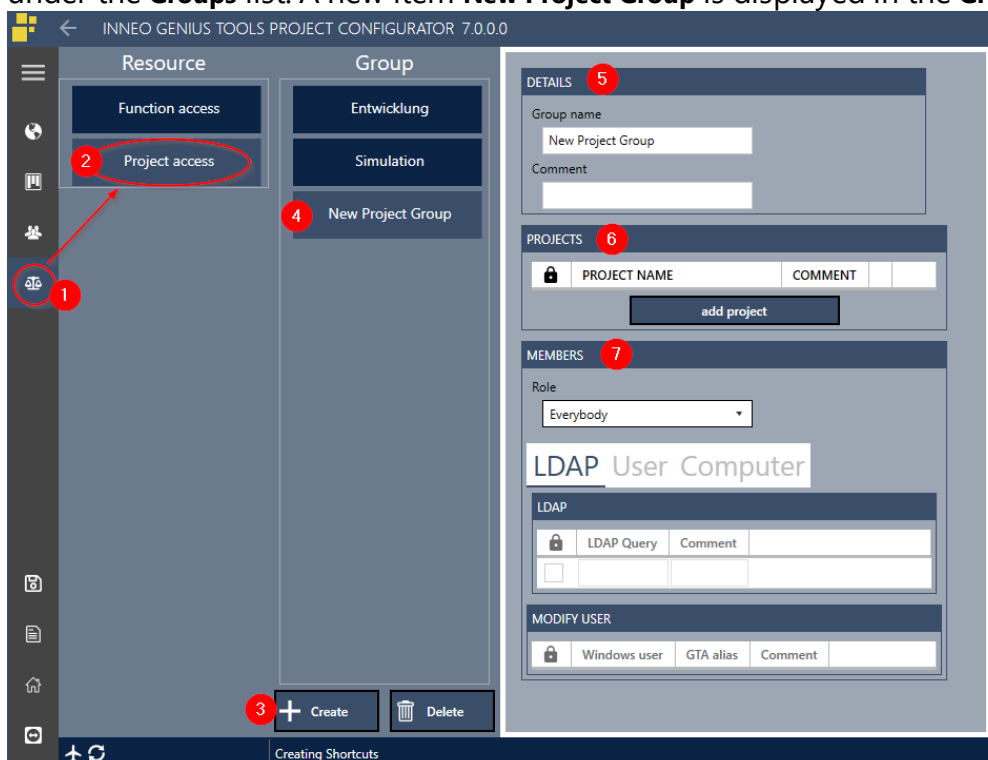 under the Groups list. A new item New Project Group is displayed in the
INNEO GENIUS TOOLS PROJECT CONFIGURATOR 7.0.0.0
Resource
Function access
2 Project access
1
Group
Entwicklung
Simulation
4 New Project Group
3 Create
Delete
DETAILS 5
Group name
New Project Group
Comment
PROJECTS 6
PROJECT NAME COMMENT
add project
MEMBERS 7
Role
Everybody
LDAP User Computer
LDAP
LDAP Query Comment
MODIFY USER
Windows user GTA alias Comment
Creating Shortcuts